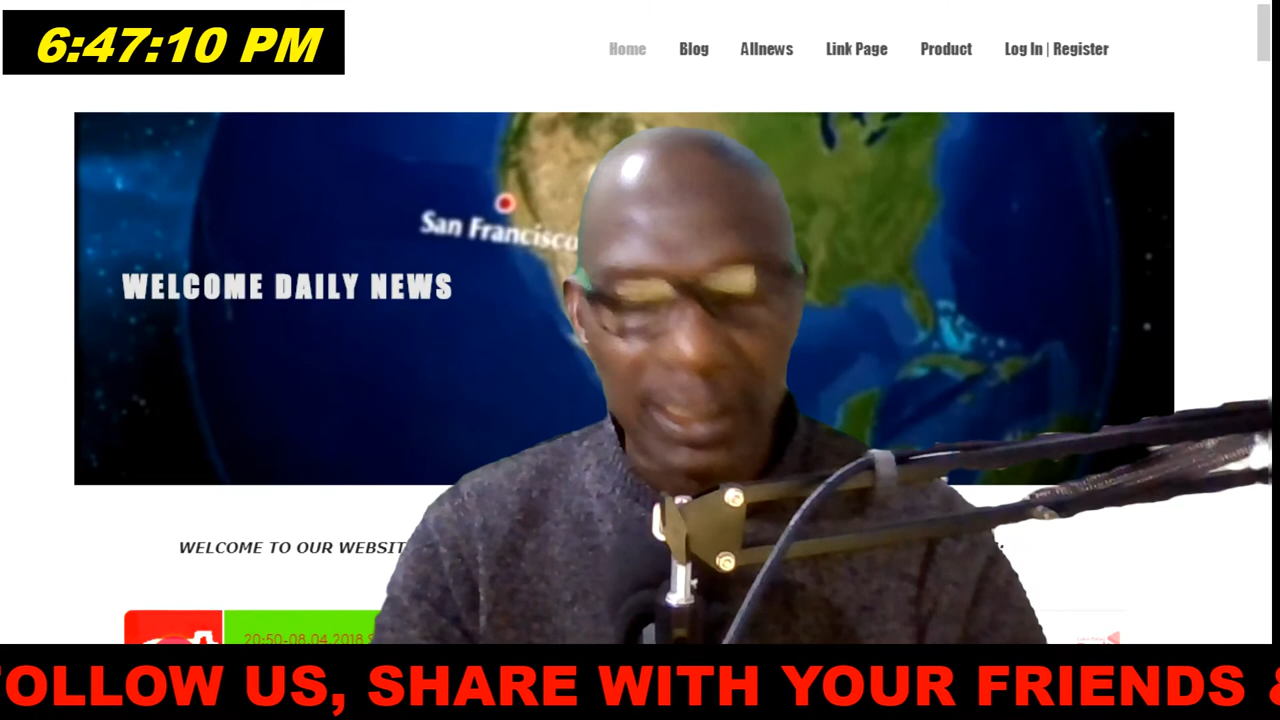 6:47:10 PM
Home Blog Allnews Link Page Product Log In | Register
San Francisco
WELCOME DAILY NEWS
WELCOME TO OUR WEBSIT
20:50-08.04.2018 S
FOLLOW US, SHARE WITH YOUR FRIENDS &